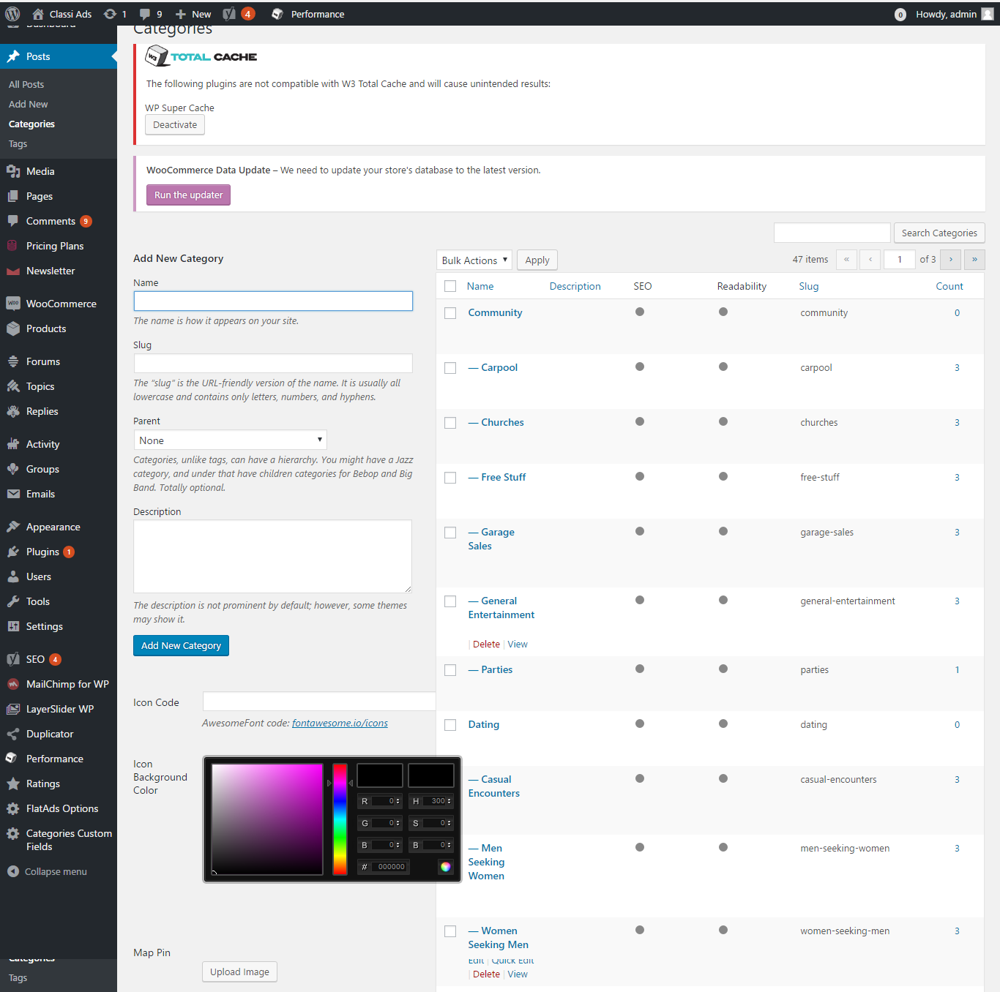 Classi Ads 1 9 New 4 Performance 0 Howdy, admin
Dashboard
Posts
All Posts
Add New
Categories
Tags
Media
Pages
Comments 9
Pricing Plans
Newsletter
WooCommerce
Products
Forums
Topics
Replies
Activity
Groups
Emails
Appearance
Plugins 1
Users
Tools
Settings
SEO 4
MailChimp for WP
LayerSlider WP
Duplicator
Performance
Ratings
FlatAds Options
Categories Custom
Fields
Collapse menu
Categories
Tags
Categories
W3 TOTAL CACHE
The following plugins are not compatible with W3 Total Cache and will cause unintended results:
WP Super Cache
Deactivate
WooCommerce Data Update – We need to update your store's database to the latest version.
Run the updater
Search Categories
Add New Category
Name
The name is how it appears on your site.
Slug
The "slug" is the URL-friendly version of the name. It is usually all
lowercase and contains only letters, numbers, and hyphens.
Parent
None
Categories, unlike tags, can have a hierarchy. You might have a Jazz
category, and under that have children categories for Bebop and Big
Band. Totally optional.
Description
The description is not prominent by default; however, some themes
may show it.
Add New Category
Icon Code
AwesomeFont code: fontawesome.io/icons
Icon
Background
Color
R 0 H 300
G 0 S 0
B 0 B 0
# 000000
Map Pin
Upload Image
Bulk Actions Apply 47 items « ‹ 1 of 3 › »
Name Description SEO Readability Slug Count
Community community 0
— Carpool carpool 3
— Churches churches 3
— Free Stuff free-stuff 3
— Garage garage-sales 3
Sales
— General general-entertainment 3
Entertainment
| Delete | View
— Parties parties 1
Dating dating 0
— Casual casual-encounters 3
Encounters
— Men men-seeking-women 3
Seeking
Women
— Women women-seeking-men 3
Seeking Men
Edit | Quick Edit
| Delete | View